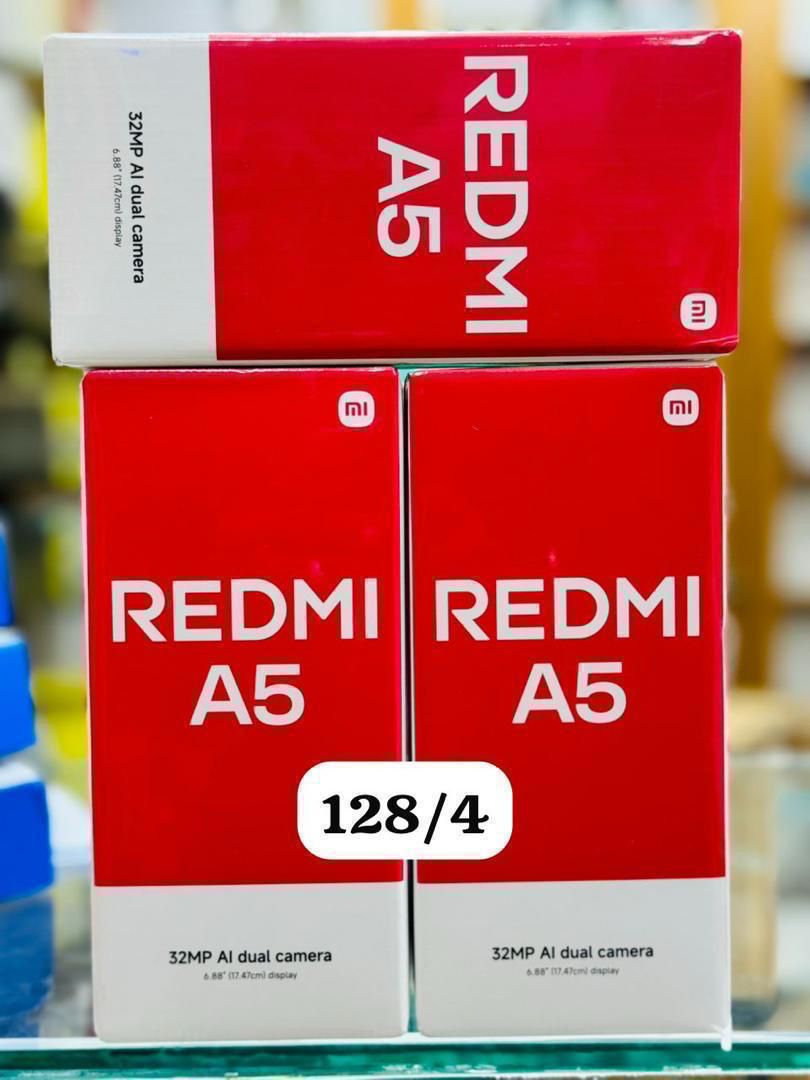 REDMI
A5
32MP AI dual camera
6.88" (17.47cm) display
mi
mi
REDMI
A5
32MP AI dual camera
6.88" (17.47cm) display
mi
REDMI
A5
32MP AI dual camera
6.88" (17.47cm) display
128/4